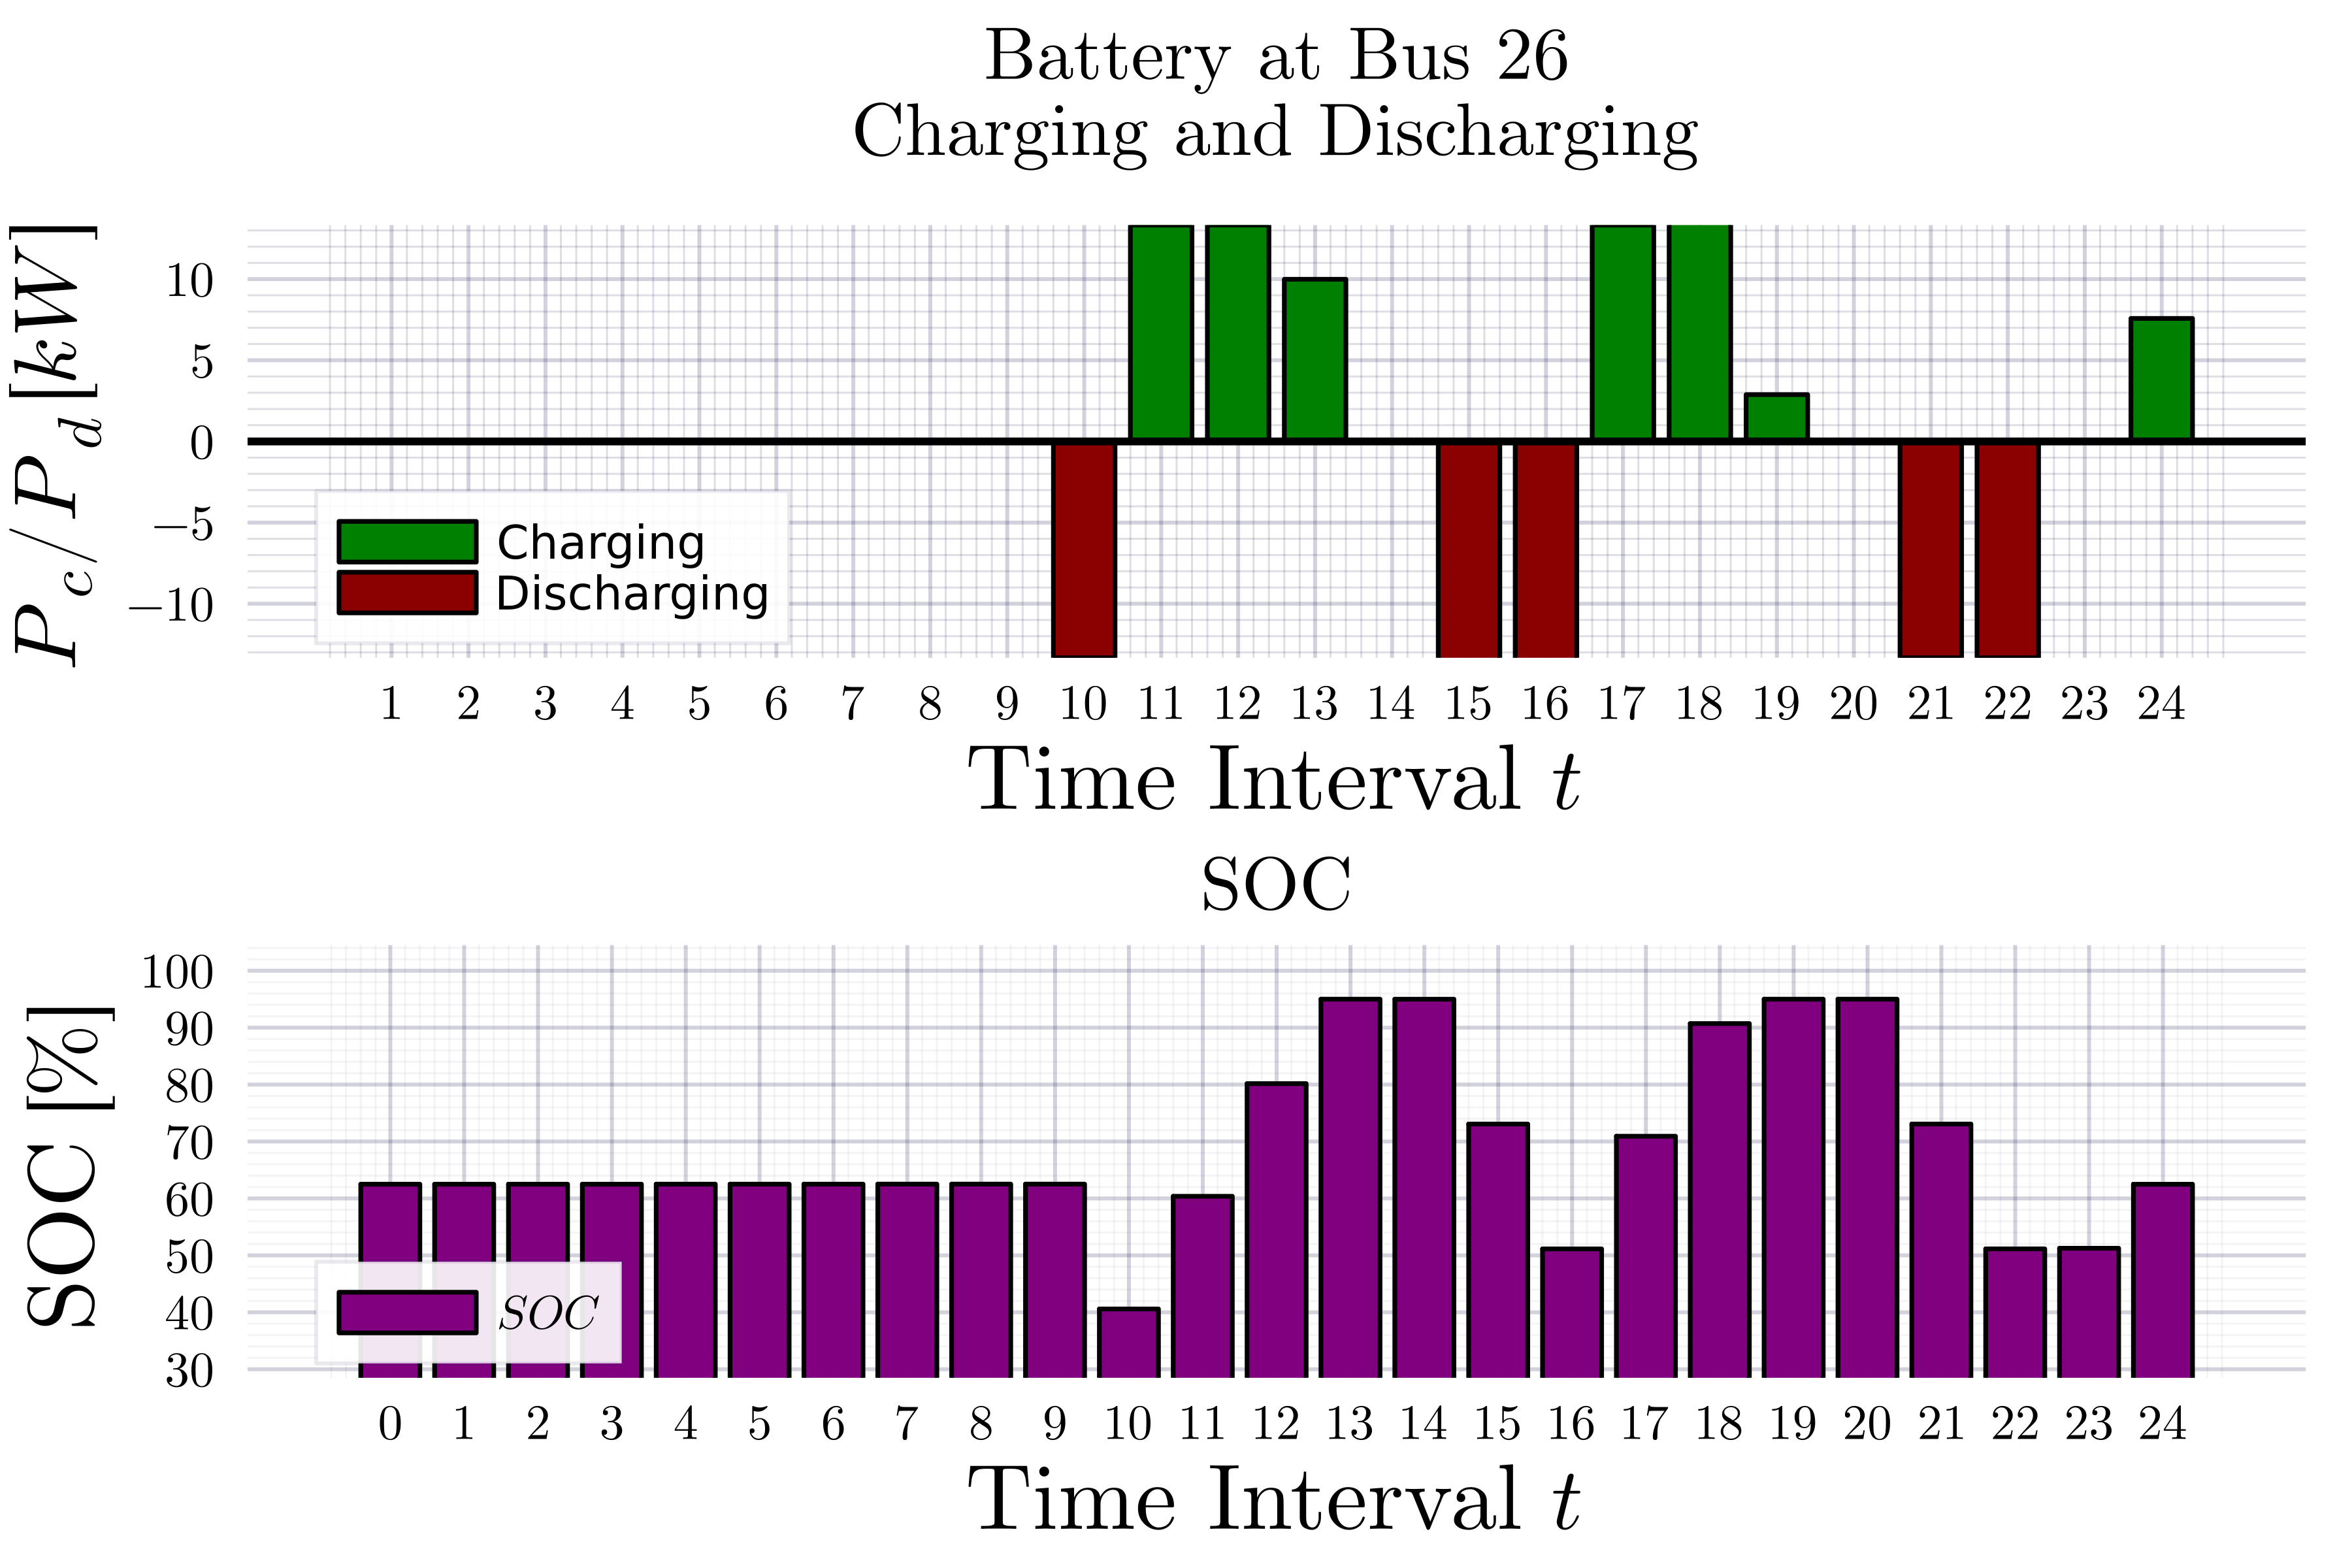 Battery at Bus 26
Charging and Discharging
P_c/P_d [kW]
10
5
0
−5
−10
Charging
Discharging
1 2 3 4 5 6 7 8 9 10 11 12 13 14 15 16 17 18 19 20 21 22 23 24
Time Interval t
SOC
SOC [%]
100
90
80
70
60
50
40
30
SOC
0 1 2 3 4 5 6 7 8 9 10 11 12 13 14 15 16 17 18 19 20 21 22 23 24
Time Interval t